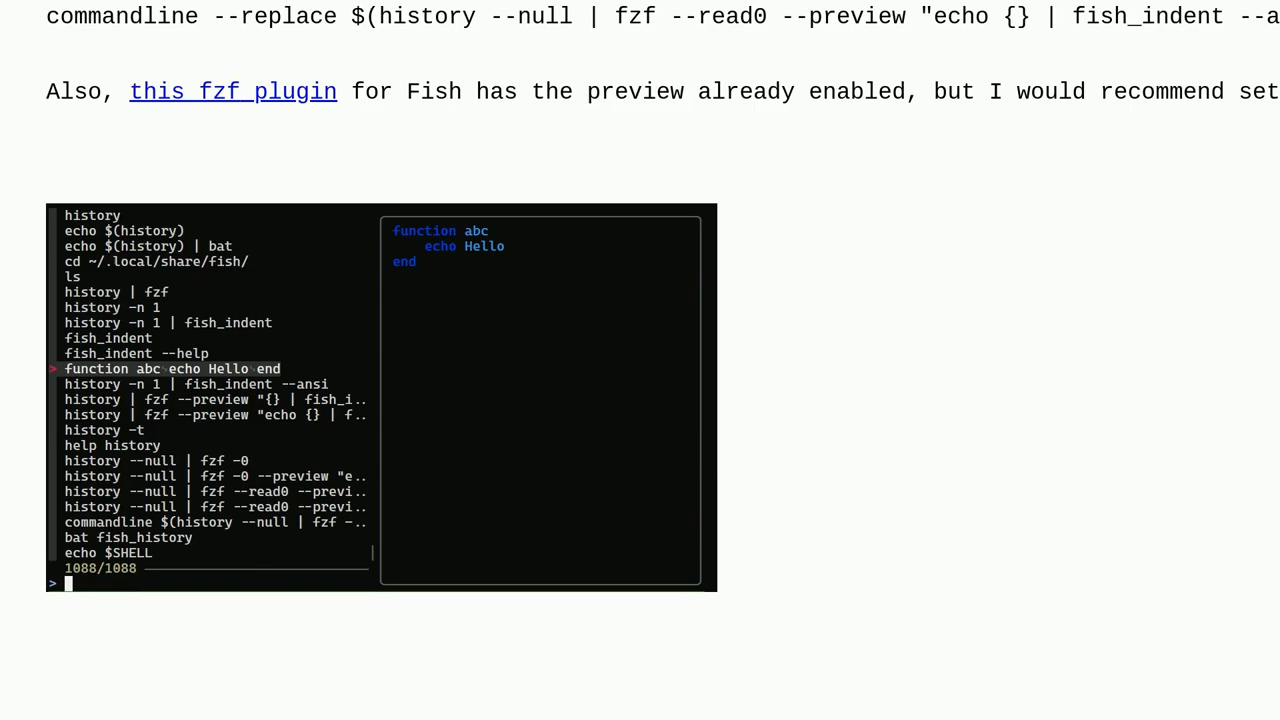 commandline --replace $(history --null | fzf --read0 --preview "echo {} | fish_indent --a
Also, this fzf plugin for Fish has the preview already enabled, but I would recommend set
history
echo $(history)
echo $(history) | bat
cd ~/.local/share/fish/
ls
history | fzf
history -n 1
history -n 1 | fish_indent
fish_indent
fish_indent --help
> function abc echo Hello end
history -n 1 | fish_indent --ansi
history | fzf --preview "{} | fish_i..
history | fzf --preview "echo {} | f..
history -t
help history
history --null | fzf -0
history --null | fzf -0 --preview "e..
history --null | fzf --read0 --previ..
history --null | fzf --read0 --previ..
commandline $(history --null | fzf -..
bat fish_history
echo $SHELL
1088/1088
>
function abc
echo Hello
end